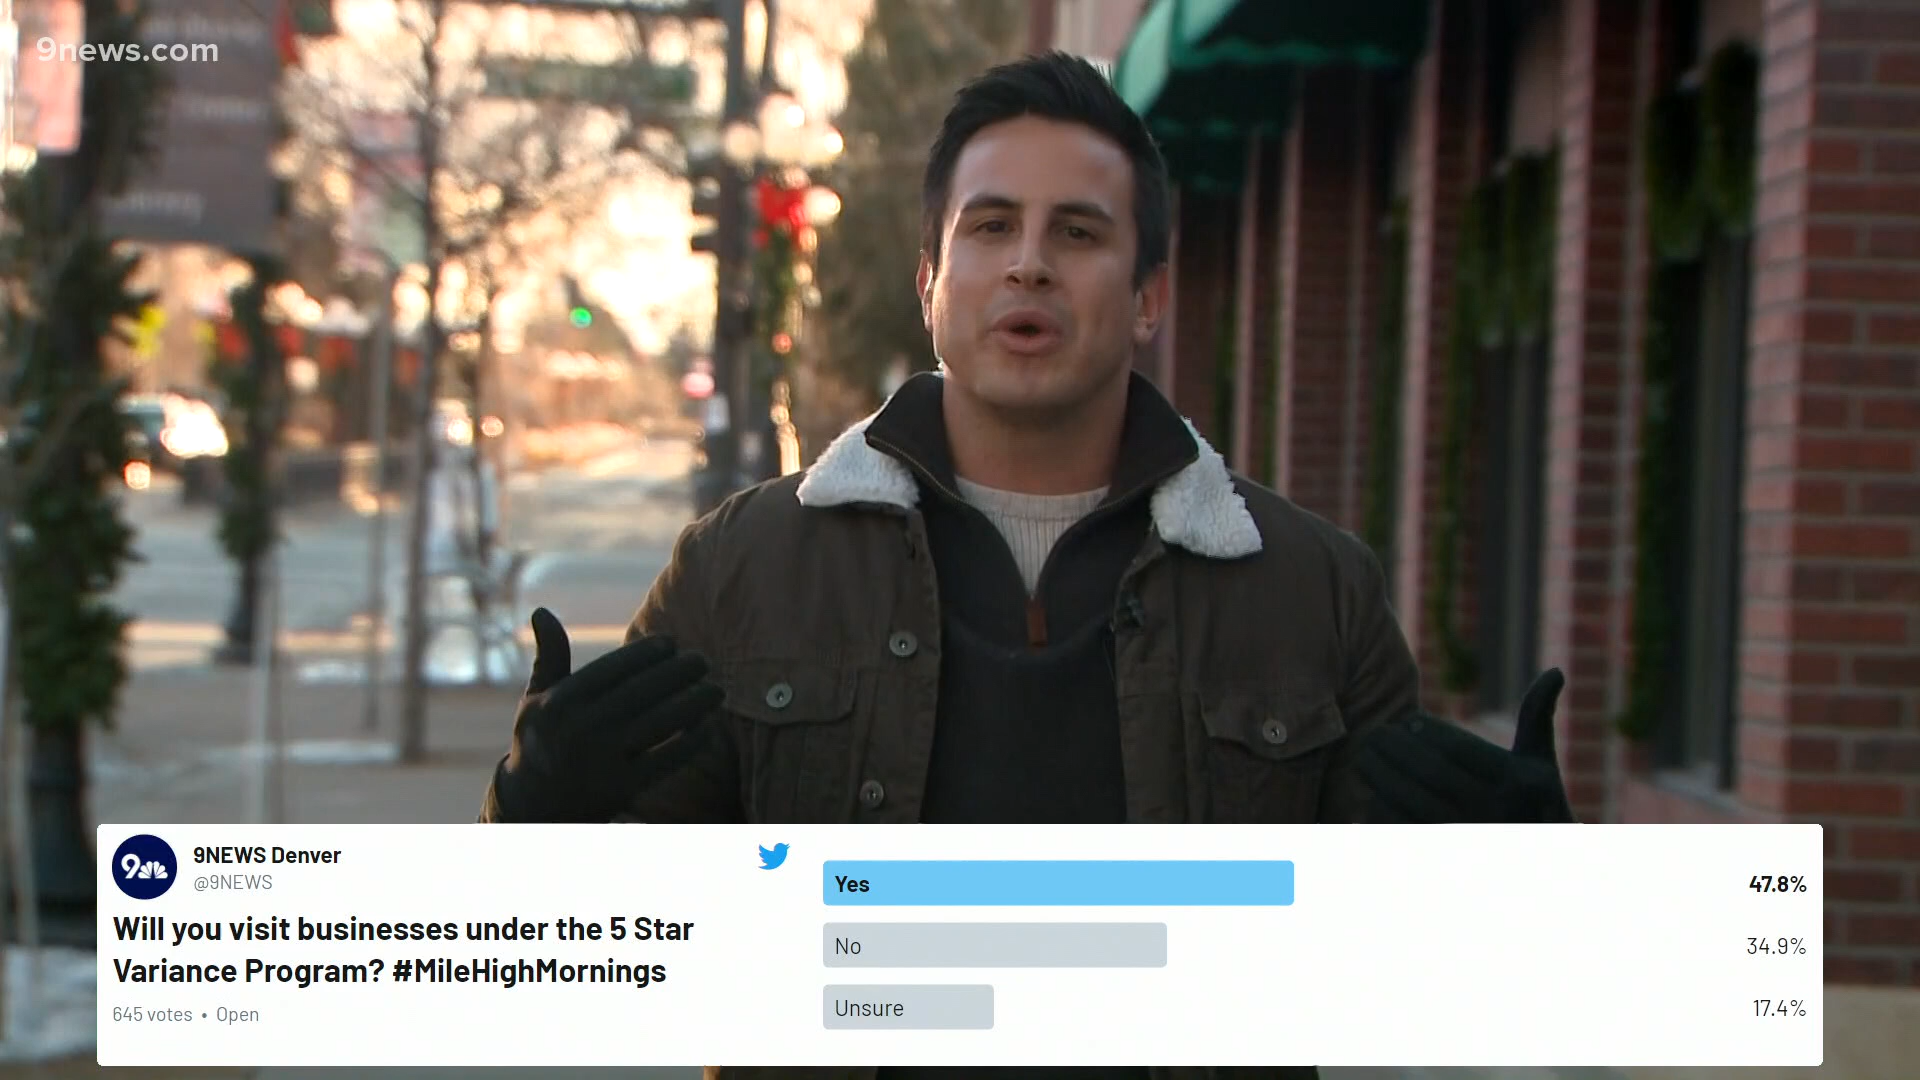 9news.com
9
9NEWS Denver
@9NEWS
Will you visit businesses under the 5 Star
Variance Program? #MileHighMornings
645 votes • Open
Yes 47.8%
No 34.9%
Unsure 17.4%